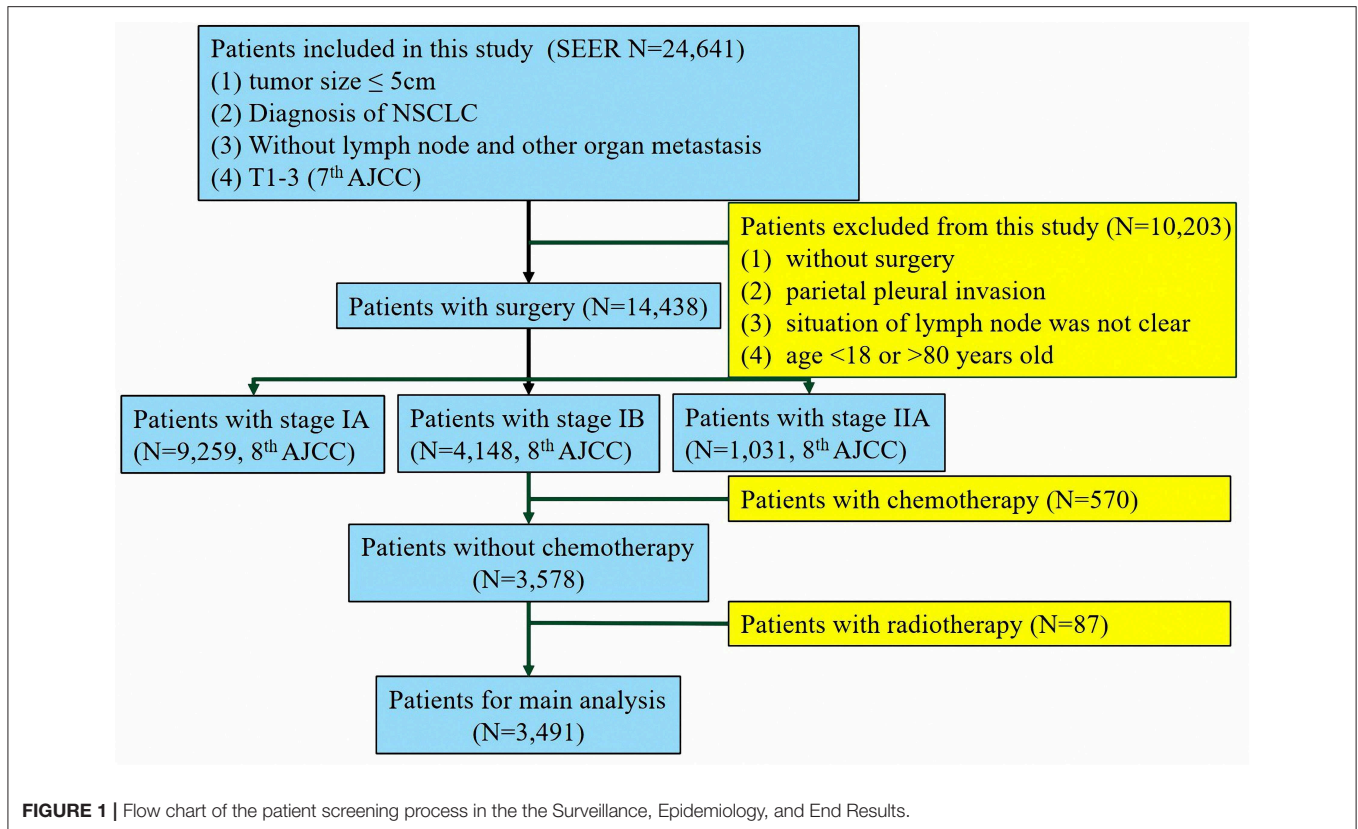 Patients included in this study (SEER N=24,641)
(1) tumor size ≤ 5cm
(2) Diagnosis of NSCLC
(3) Without lymph node and other organ metastasis
(4) T1-3 (7th AJCC)
Patients excluded from this study (N=10,203)
(1) without surgery
(2) parietal pleural invasion
(3) situation of lymph node was not clear
(4) age <18 or >80 years old
Patients with surgery (N=14,438)
Patients with stage IA
(N=9,259, 8th AJCC)
Patients with stage IB
(N=4,148, 8th AJCC)
Patients with stage IIA
(N=1,031, 8th AJCC)
Patients with chemotherapy (N=570)
Patients without chemotherapy
(N=3,578)
Patients with radiotherapy (N=87)
Patients for main analysis
(N=3,491)
FIGURE 1 | Flow chart of the patient screening process in the the Surveillance, Epidemiology, and End Results.